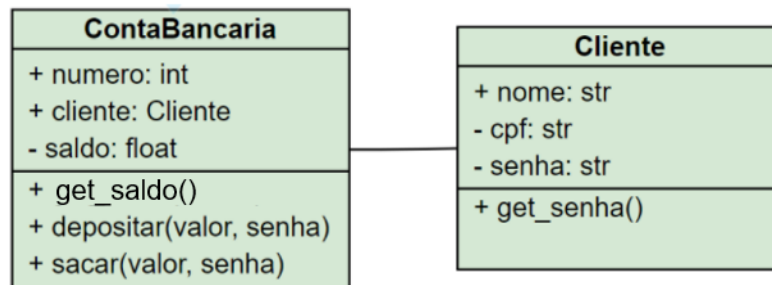 ContaBancaria
+ numero: int
+ cliente: Cliente
- saldo: float
+ get_saldo()
+ depositar(valor, senha)
+ sacar(valor, senha)
Cliente
+ nome: str
- cpf: str
- senha: str
+ get_senha()